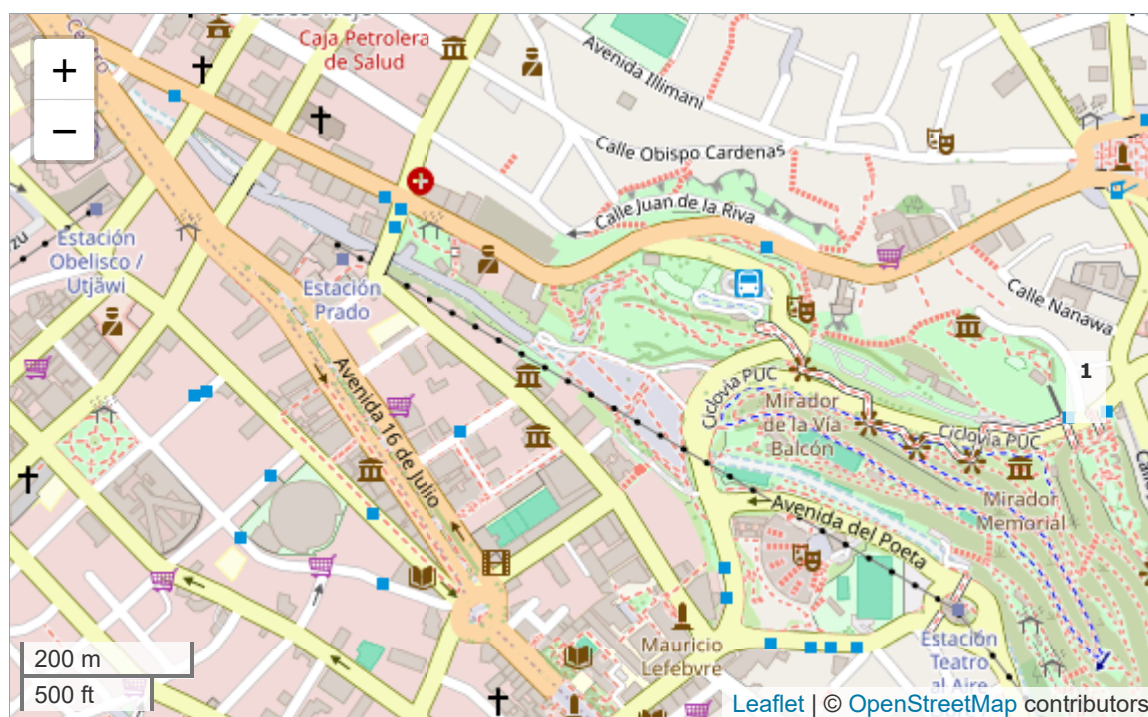 +
−
Caja Petrolera
de Salud
Avenida Illimani
Calle Obispo Cardenas
Calle Juan de la Riva
Estación
Obelisco /
Utjäwi
Estación
Prado
Calle Nanawa
1
Avenida 16 de Julio
Ciclovía PUC
Mirador
de la Vía
Balcón
Ciclovía PUC
Mirador
Memorial
Avenida del Poeta
Mauricio
Lefebvre
Estación
Teatro
al Aire
200 m
500 ft
Leaflet | © OpenStreetMap contributors